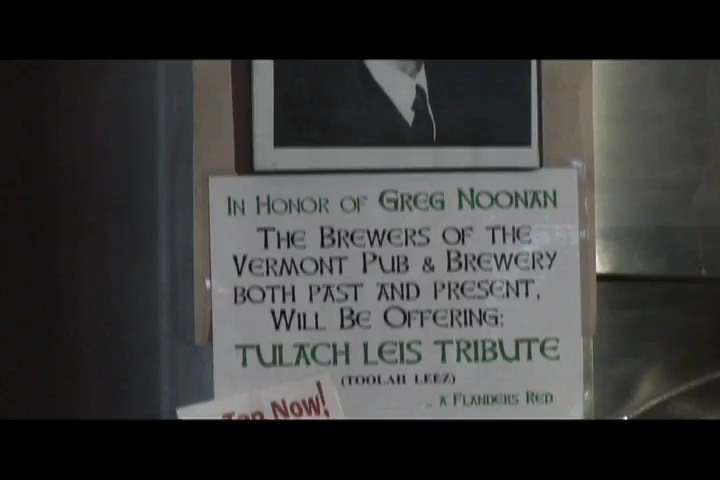 IN HONOR OF GREG NOONAN
THE BREWERS OF THE
VERMONT PUB & BREWERY
BOTH PAST AND PRESENT,
WILL BE OFFERING:
TULACH LEIS TRIBUTE
(TOOLAH LEEZ)
.. A FLANDERS RED
Now!